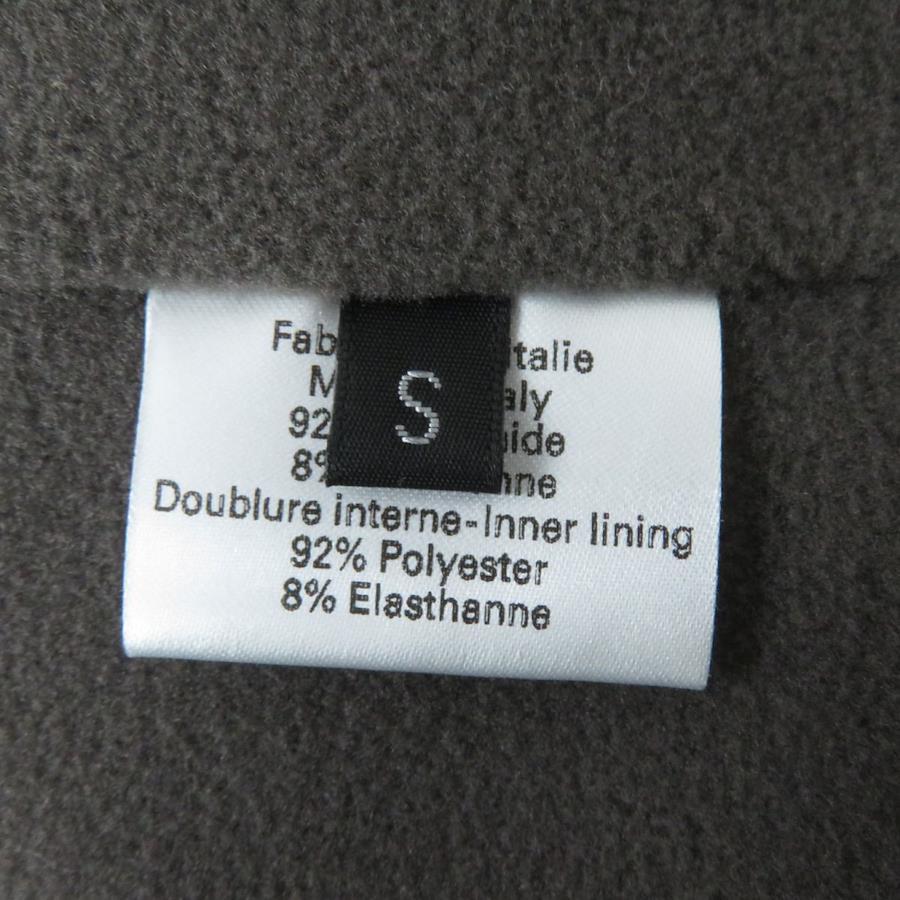 Fab
talie
M
aly
92
ide
8%
nne
S
Doublure interne-Inner lining
92% Polyester
8% Elasthanne